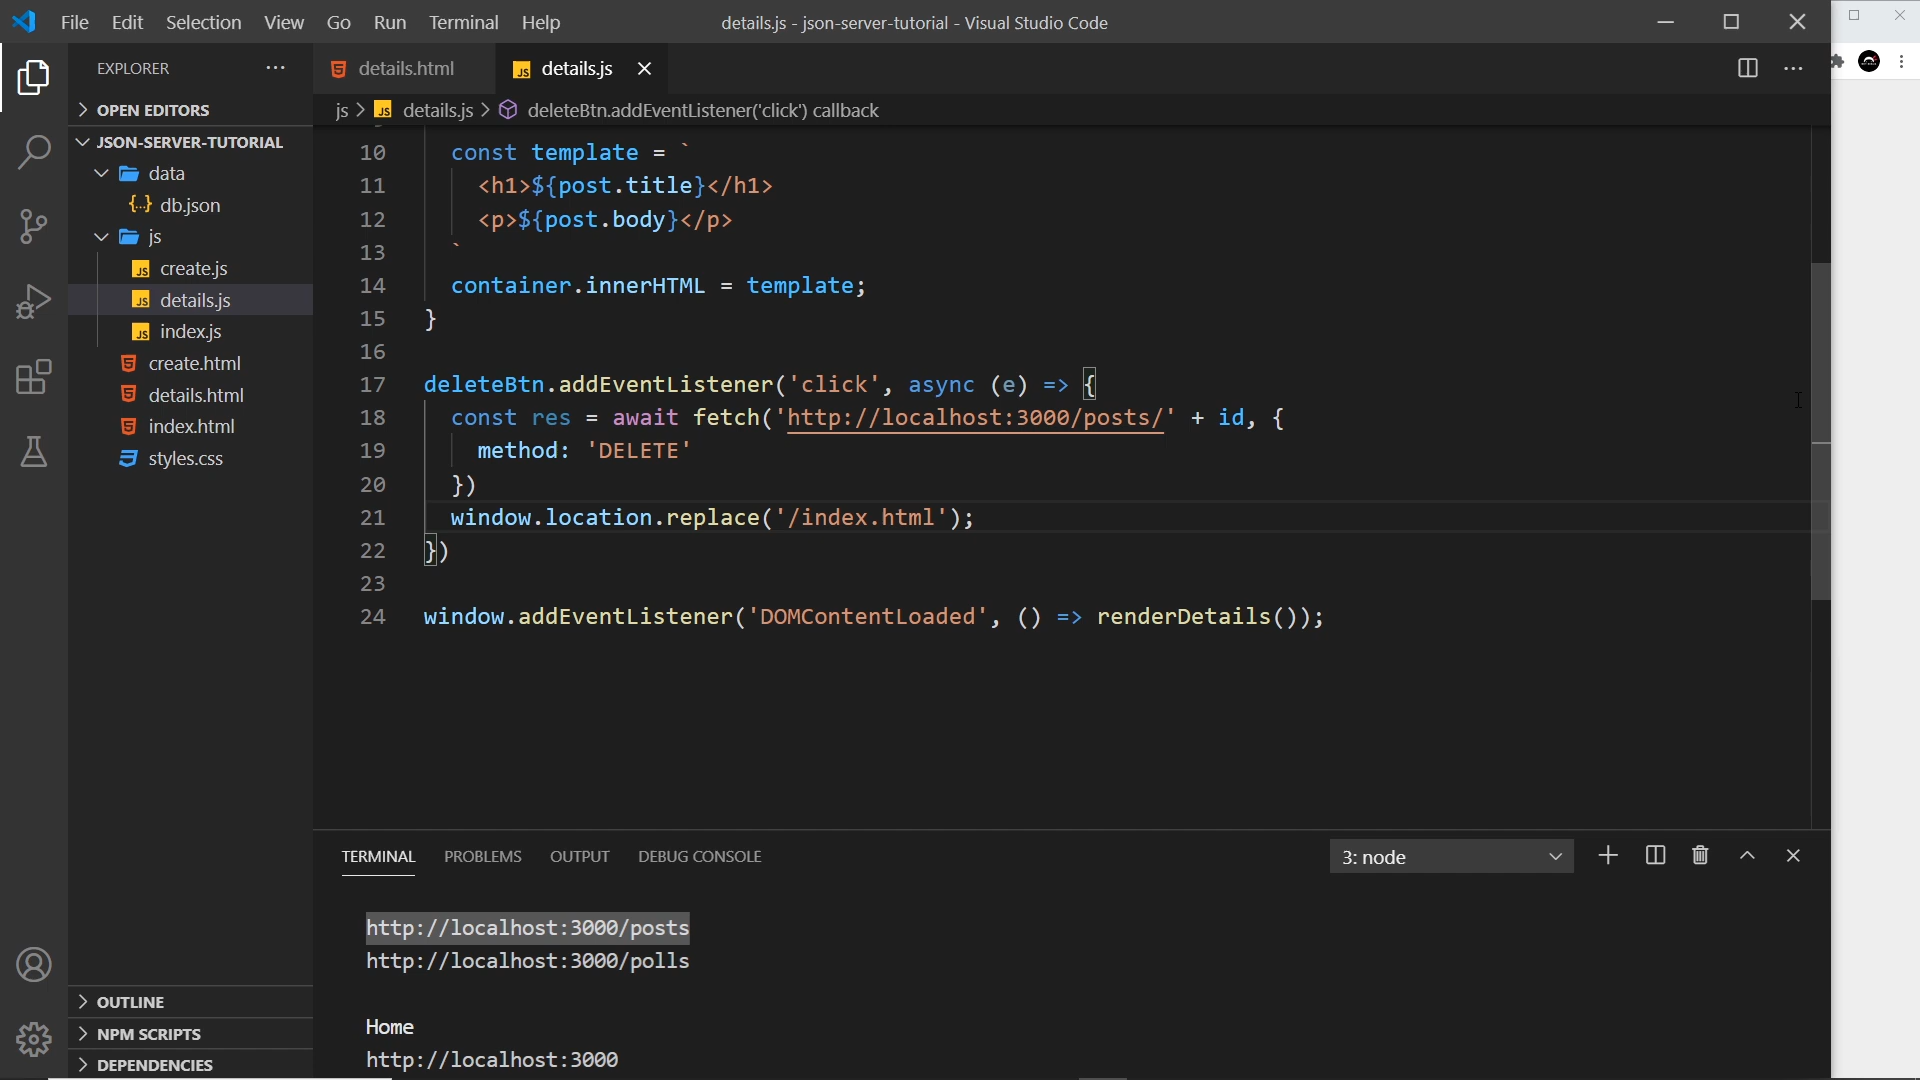 File Edit Selection View Go Run Terminal Help
details.js - json-server-tutorial - Visual Studio Code
EXPLORER
OPEN EDITORS
JSON-SERVER-TUTORIAL
data
db.json
js
create.js
details.js
index.js
create.html
details.html
index.html
styles.css
OUTLINE
NPM SCRIPTS
DEPENDENCIES
details.html
details.js
js > details.js > deleteBtn.addEventListener('click') callback
10 const template = `
11 <h1>${post.title}</h1>
12 <p>${post.body}</p>
13 `
14 container.innerHTML = template;
15 }
16
17 deleteBtn.addEventListener('click', async (e) => {
18 const res = await fetch('http://localhost:3000/posts/' + id, {
19 method: 'DELETE'
20 })
21 window.location.replace('/index.html');
22 })
23
24 window.addEventListener('DOMContentLoaded', () => renderDetails());
TERMINAL PROBLEMS OUTPUT DEBUG CONSOLE
3: node
http://localhost:3000/posts
http://localhost:3000/polls
Home
http://localhost:3000